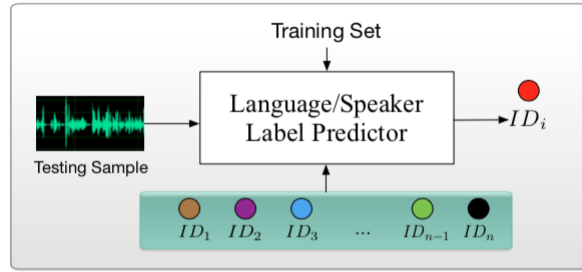 Training Set
Language/Speaker
Label Predictor
Testing Sample
ID_i
ID_1 ID_2 ID_3 ... ID_{n-1} ID_n